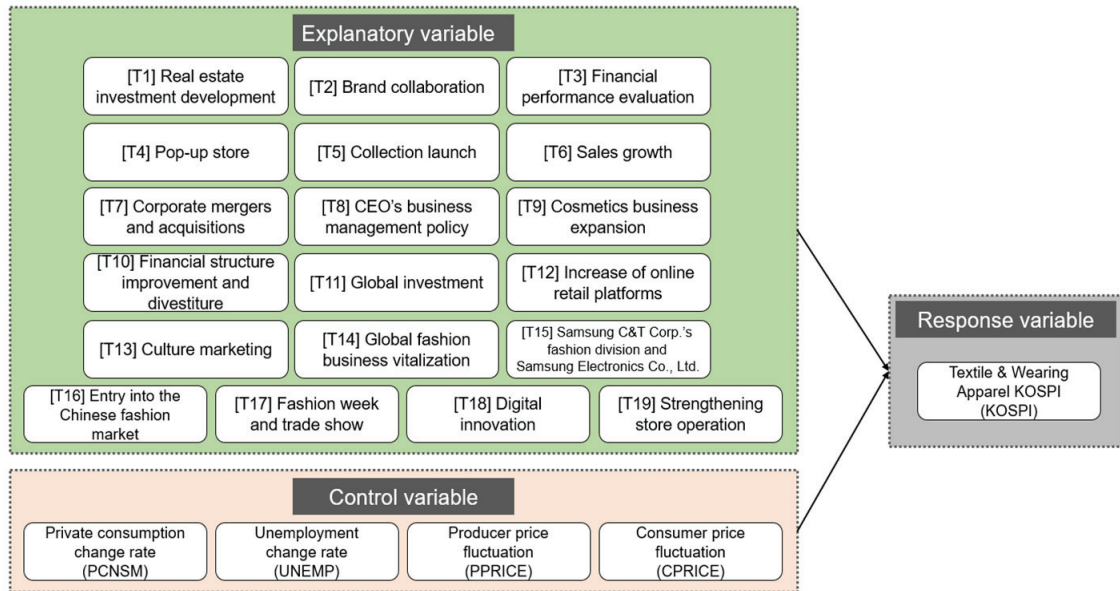 Explanatory variable
[T1] Real estate
investment development
[T2] Brand collaboration
[T3] Financial
performance evaluation
[T4] Pop-up store
[T5] Collection launch
[T6] Sales growth
[T7] Corporate mergers
and acquisitions
[T8] CEO's business
management policy
[T9] Cosmetics business
expansion
[T10] Financial structure
improvement and
divestiture
[T11] Global investment
[T12] Increase of online
retail platforms
[T13] Culture marketing
[T14] Global fashion
business vitalization
[T15] Samsung C&T Corp.'s
fashion division and
Samsung Electronics Co., Ltd.
[T16] Entry into the
Chinese fashion
market
[T17] Fashion week
and trade show
[T18] Digital
innovation
[T19] Strengthening
store operation
Control variable
Private consumption
change rate
(PCNSM)
Unemployment
change rate
(UNEMP)
Producer price
fluctuation
(PPRICE)
Consumer price
fluctuation
(CPRICE)
Response variable
Textile & Wearing
Apparel KOSPI
(KOSPI)